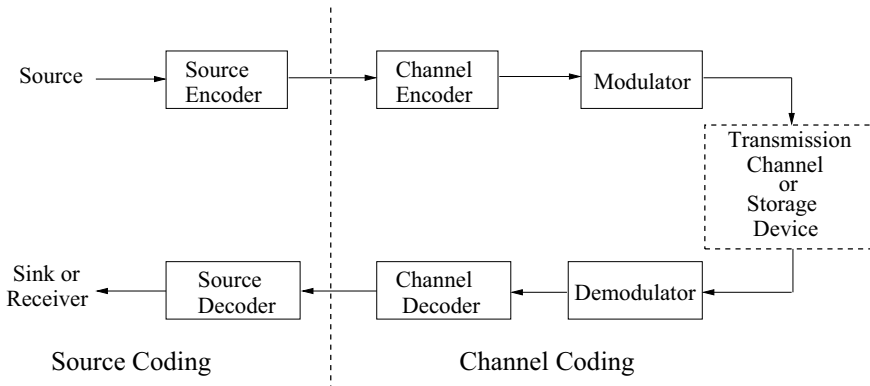 Source
Source
Encoder
Channel
Encoder
Modulator
Transmission
Channel
or
Storage
Device
Sink or
Receiver
Source
Decoder
Channel
Decoder
Demodulator
Source Coding
Channel Coding